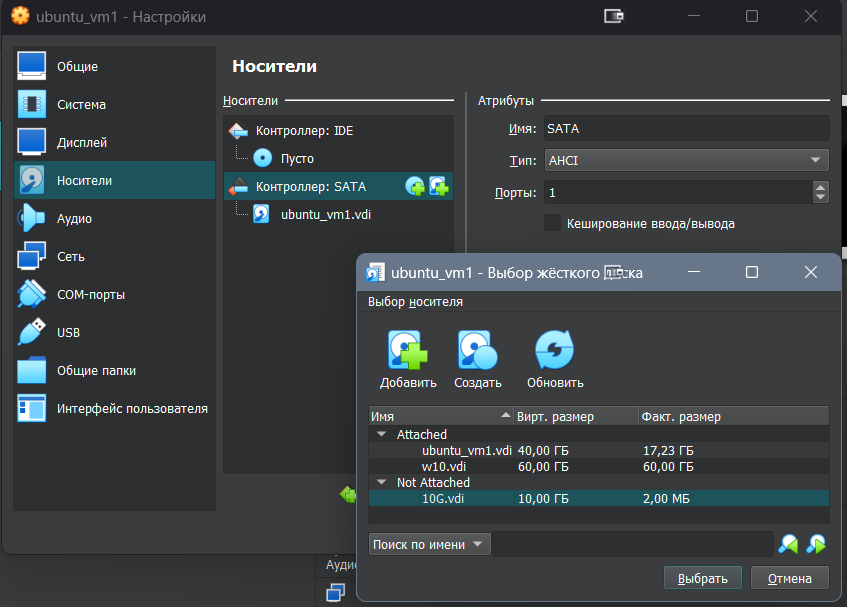 ubuntu_vm1 - Настройки
Общие
Система
Дисплей
Носители
Аудио
Сеть
COM-порты
USB
Общие папки
Интерфейс пользователя
Носители
Носители
Контроллер: IDE
Пусто
Контроллер: SATA
ubuntu_vm1.vdi
Атрибуты
Имя: SATA
Тип: AHCI
Порты: 1
Кеширование ввода/вывода
ubuntu_vm1 - Выбор жёсткого диска
Выбор носителя
Добавить Создать Обновить
Имя Вирт. размер Факт. размер
Attached
ubuntu_vm1.vdi 40,00 ГБ 17,23 ГБ
w10.vdi 60,00 ГБ 60,00 ГБ
Not Attached
10G.vdi 10,00 ГБ 2,00 МБ
Поиск по имени
Выбрать Отмена